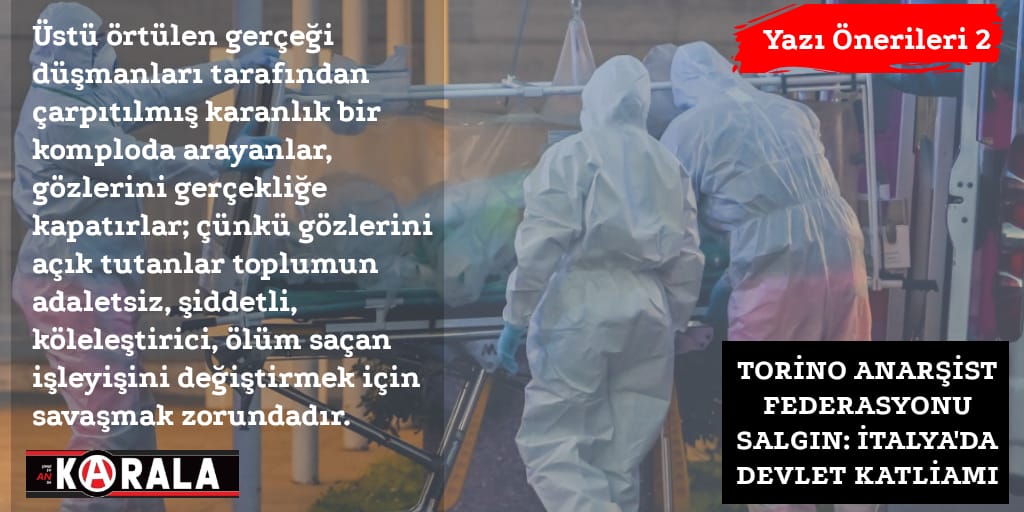 Üstü örtülen gerçeği
düşmanları tarafından
çarpıtılmış karanlık bir
komploda arayanlar,
gözlerini gerçekliğe
kapatırlar; çünkü gözlerini
açık tutanlar toplumun
adaletsiz, şiddetli,
köleleştirici, ölüm saçan
işleyişini değiştirmek için
savaşmak zorundadır.
KARALA
Yazı Önerileri 2
TORİNO ANARŞİST
FEDERASYONU
SALGIN: İTALYA'DA
DEVLET KATLİAMI